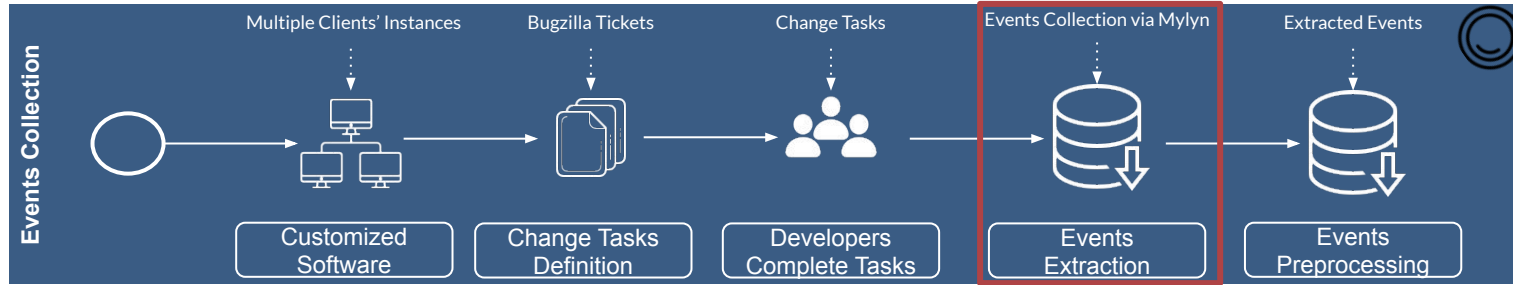 Events Collection
Multiple Clients' Instances
Bugzilla Tickets
Change Tasks
Events Collection via Mylyn
Extracted Events
Customized
Software
Change Tasks
Definition
Developers
Complete Tasks
Events
Extraction
Events
Preprocessing